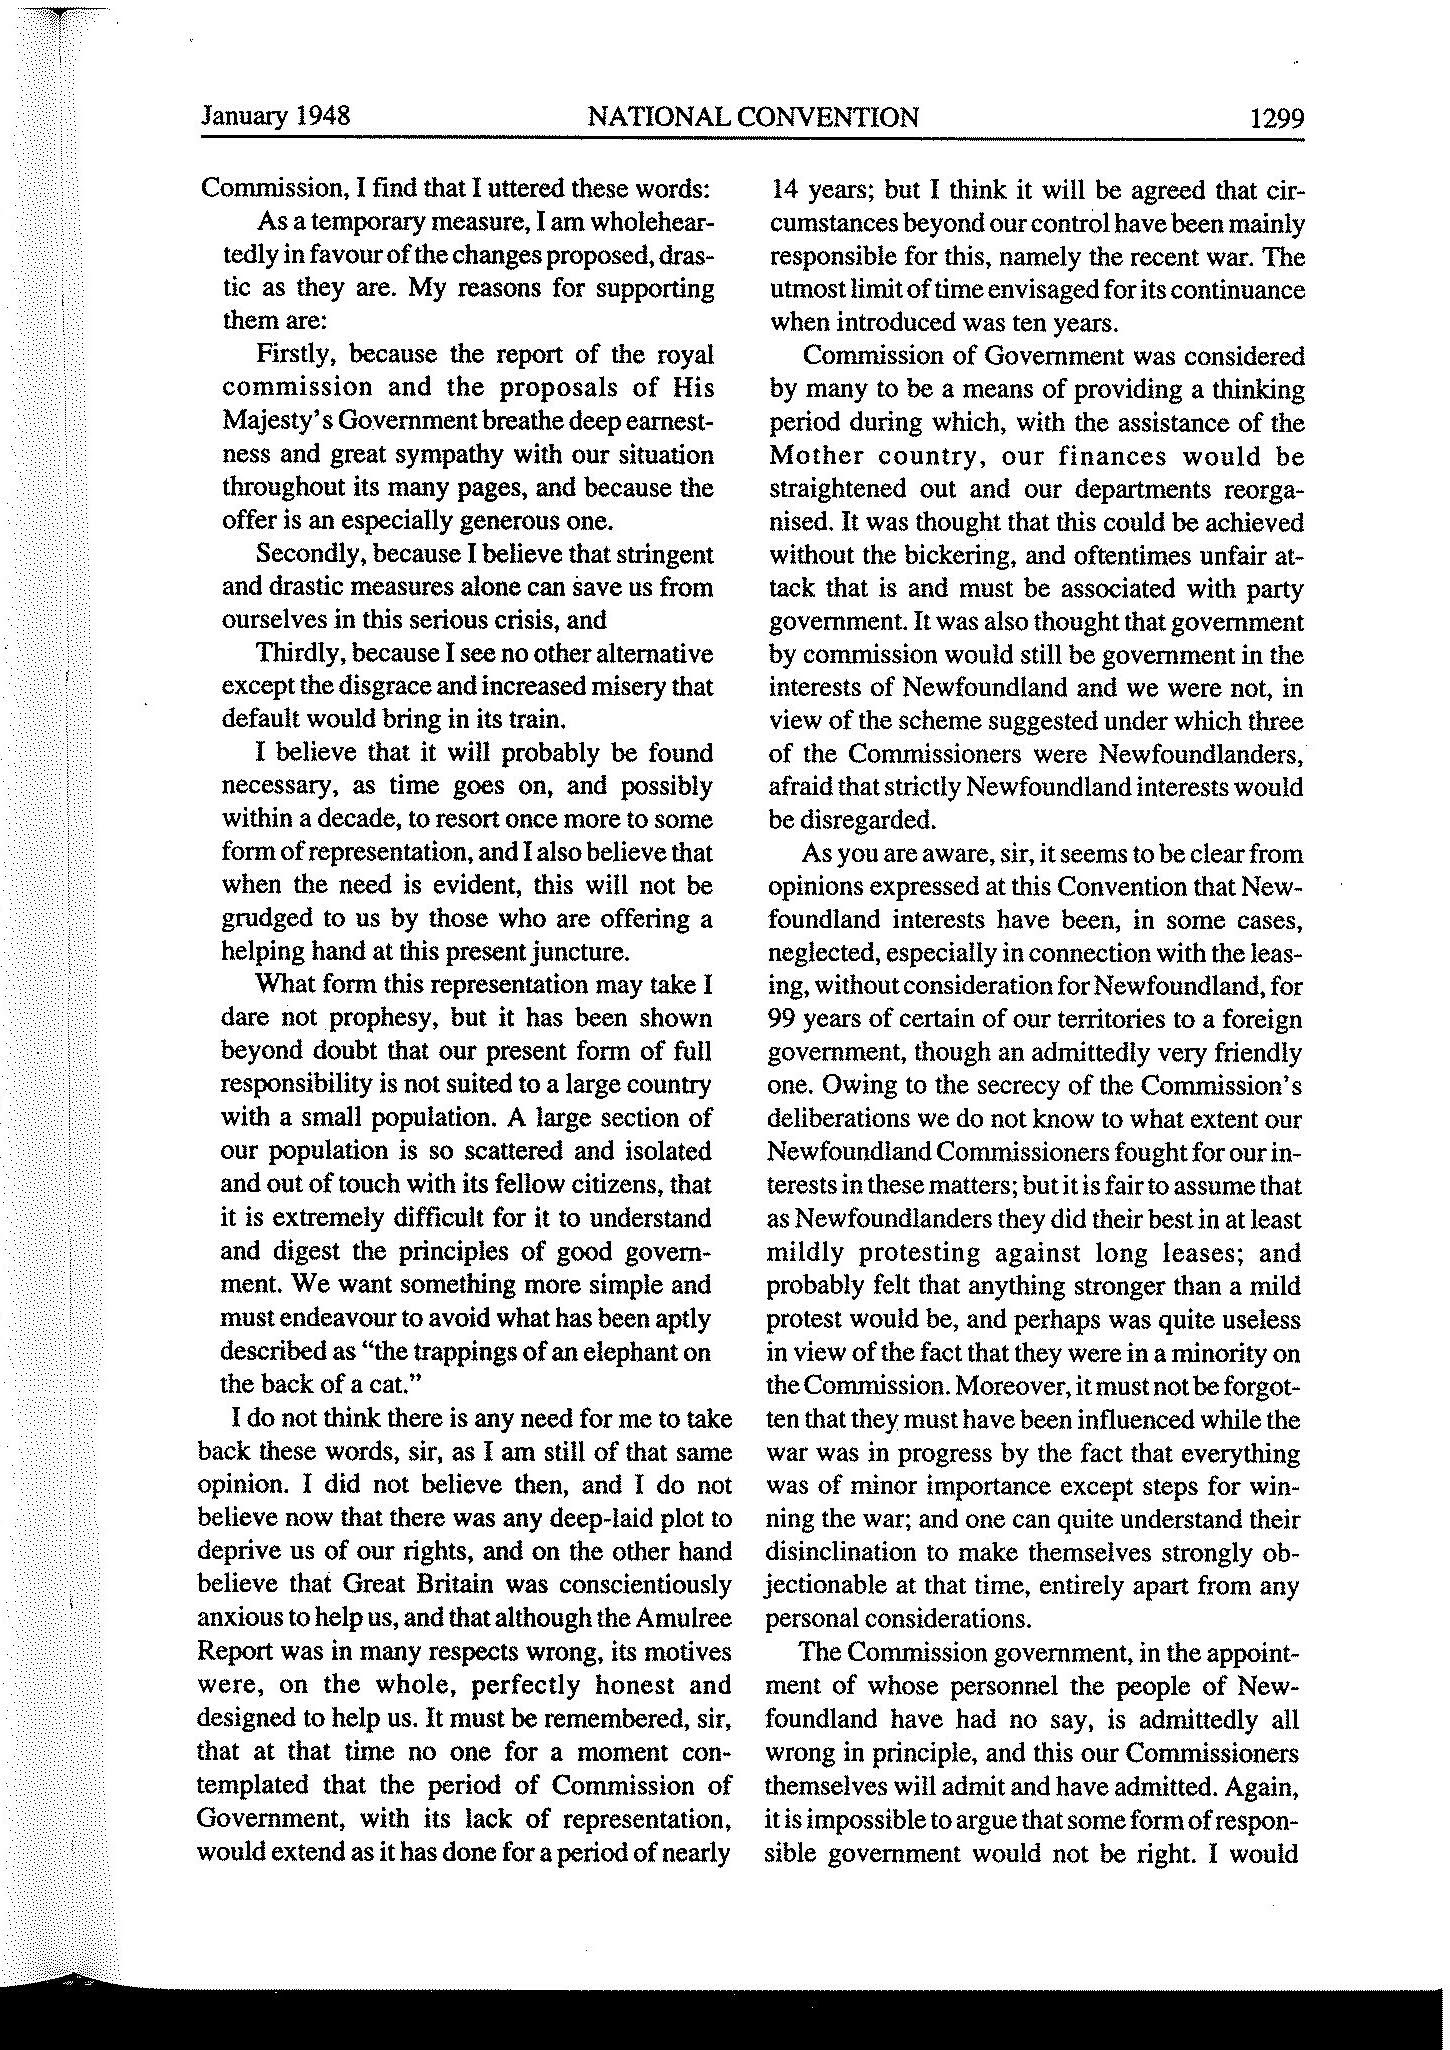 January 1948 NATIONAL CONVENTION 1299
Commission, I find that I uttered these words:
As a temporary measure, I am wholehear-
tedly in favour of the changes proposed, dras-
tic as they are. My reasons for supporting
them are:
Firstly, because the report of the royal
commission and the proposals of His
Majesty's Government breathe deep earnest-
ness and great sympathy with our situation
throughout its many pages, and because the
offer is an especially generous one.
Secondly, because I believe that stringent
and drastic measures alone can save us from
ourselves in this serious crisis, and
Thirdly, because I see no other alternative
except the disgrace and increased misery that
default would bring in its train.
I believe that it will probably be found
necessary, as time goes on, and possibly
within a decade, to resort once more to some
form of representation, and I also believe that
when the need is evident, this will not be
grudged to us by those who are offering a
helping hand at this present juncture.
What form this representation may take I
dare not prophesy, but it has been shown
beyond doubt that our present form of full
responsibility is not suited to a large country
with a small population. A large section of
our population is so scattered and isolated
and out of touch with its fellow citizens, that
it is extremely difficult for it to understand
and digest the principles of good govern-
ment. We want something more simple and
must endeavour to avoid what has been aptly
described as "the trappings of an elephant on
the back of a cat."
I do not think there is any need for me to take
back these words, sir, as I am still of that same
opinion. I did not believe then, and I do not
believe now that there was any deep-laid plot to
deprive us of our rights, and on the other hand
believe that Great Britain was conscientiously
anxious to help us, and that although the Amulree
Report was in many respects wrong, its motives
were, on the whole, perfectly honest and
designed to help us. It must be remembered, sir,
that at that time no one for a moment con-
templated that the period of Commission of
Government, with its lack of representation,
would extend as it has done for a period of nearly
14 years; but I think it will be agreed that cir-
cumstances beyond our control have been mainly
responsible for this, namely the recent war. The
utmost limit of time envisaged for its continuance
when introduced was ten years.
Commission of Government was considered
by many to be a means of providing a thinking
period during which, with the assistance of the
Mother country, our finances would be
straightened out and our departments reorga-
nised. It was thought that this could be achieved
without the bickering, and oftentimes unfair at-
tack that is and must be associated with party
government. It was also thought that government
by commission would still be government in the
interests of Newfoundland and we were not, in
view of the scheme suggested under which three
of the Commissioners were Newfoundlanders,
afraid that strictly Newfoundland interests would
be disregarded.
As you are aware, sir, it seems to be clear from
opinions expressed at this Convention that New-
foundland interests have been, in some cases,
neglected, especially in connection with the leas-
ing, without consideration for Newfoundland, for
99 years of certain of our territories to a foreign
government, though an admittedly very friendly
one. Owing to the secrecy of the Commission's
deliberations we do not know to what extent our
Newfoundland Commissioners fought for our in-
terests in these matters; but it is fair to assume that
as Newfoundlanders they did their best in at least
mildly protesting against long leases; and
probably felt that anything stronger than a mild
protest would be, and perhaps was quite useless
in view of the fact that they were in a minority on
the Commission. Moreover, it must not be forgot-
ten that they must have been influenced while the
war was in progress by the fact that everything
was of minor importance except steps for win-
ning the war; and one can quite understand their
disinclination to make themselves strongly ob-
jectionable at that time, entirely apart from any
personal considerations.
The Commission government, in the appoint-
ment of whose personnel the people of New-
foundland have had no say, is admittedly all
wrong in principle, and this our Commissioners
themselves will admit and have admitted. Again,
it is impossible to argue that some form of respon-
sible government would not be right. I would